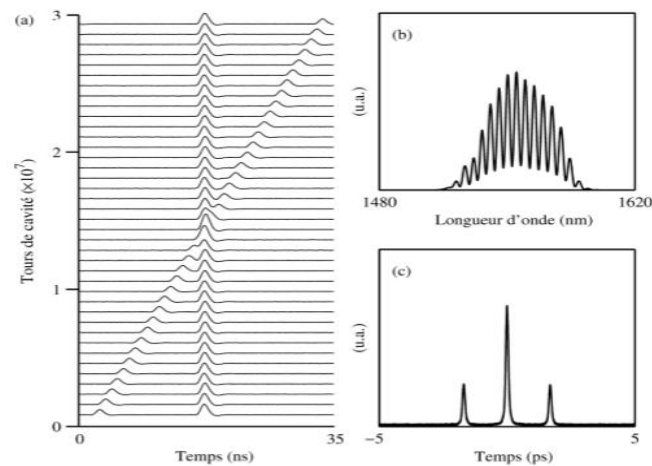 (a)
3
2
1
0
Tours de cavité (×10⁷)
0
35
Temps (ns)
(b)
(u.a.)
1480
1620
Longueur d'onde (nm)
(c)
(u.a.)
−5
5
Temps (ps)